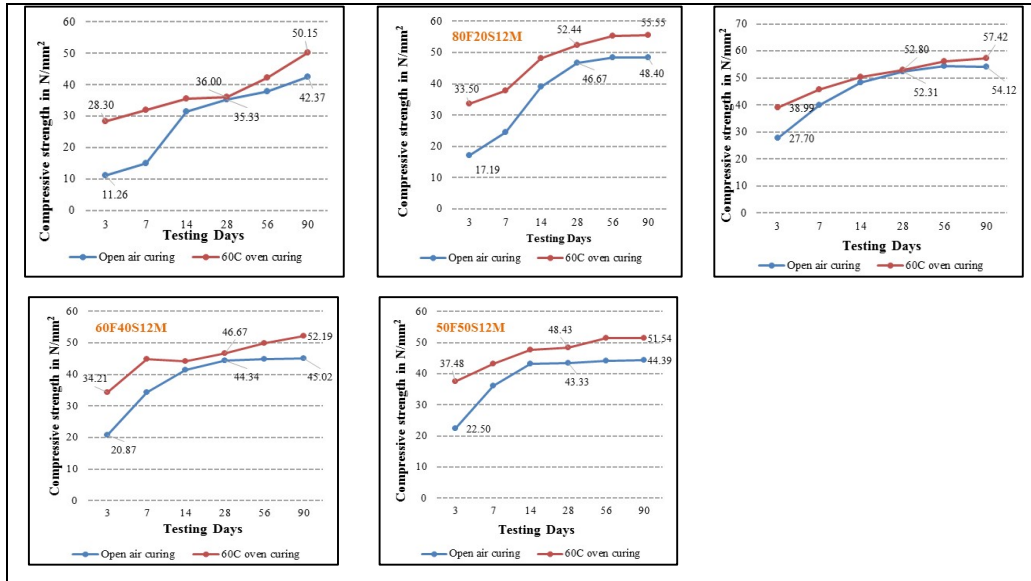 Compressive strength in N/mm²
60
50
40
30
20
10
0
28.30
11.26
36.00
35.33
50.15
42.37
3 7 14 28 56 90
Testing Days
Open air curing 60C oven curing
Compressive strength in N/mm²
60
50
40
30
20
10
0
80F20S12M
33.50
17.19
52.44
46.67
55.55
48.40
3 7 14 28 56 90
Testing Days
Open air curing 60C oven curing
Compressive strength in N/mm²
70
60
50
40
30
20
10
0
38.99
27.70
52.80
52.31
57.42
54.12
3 7 14 28 56 90
Testing Days
Open air curing 60C oven curing
Compressive strength in N/mm²
60
50
40
30
20
10
0
60F40S12M
34.21
20.87
46.67
44.34
52.19
45.02
3 7 14 28 56 90
Testing Days
Open air curing 60C oven curing
Compressive strength in N/mm²
60
50
40
30
20
10
0
50F50S12M
37.48
22.50
48.43
43.33
51.54
44.39
3 7 14 28 56 90
Testing Days
Open air curing 60C oven curing